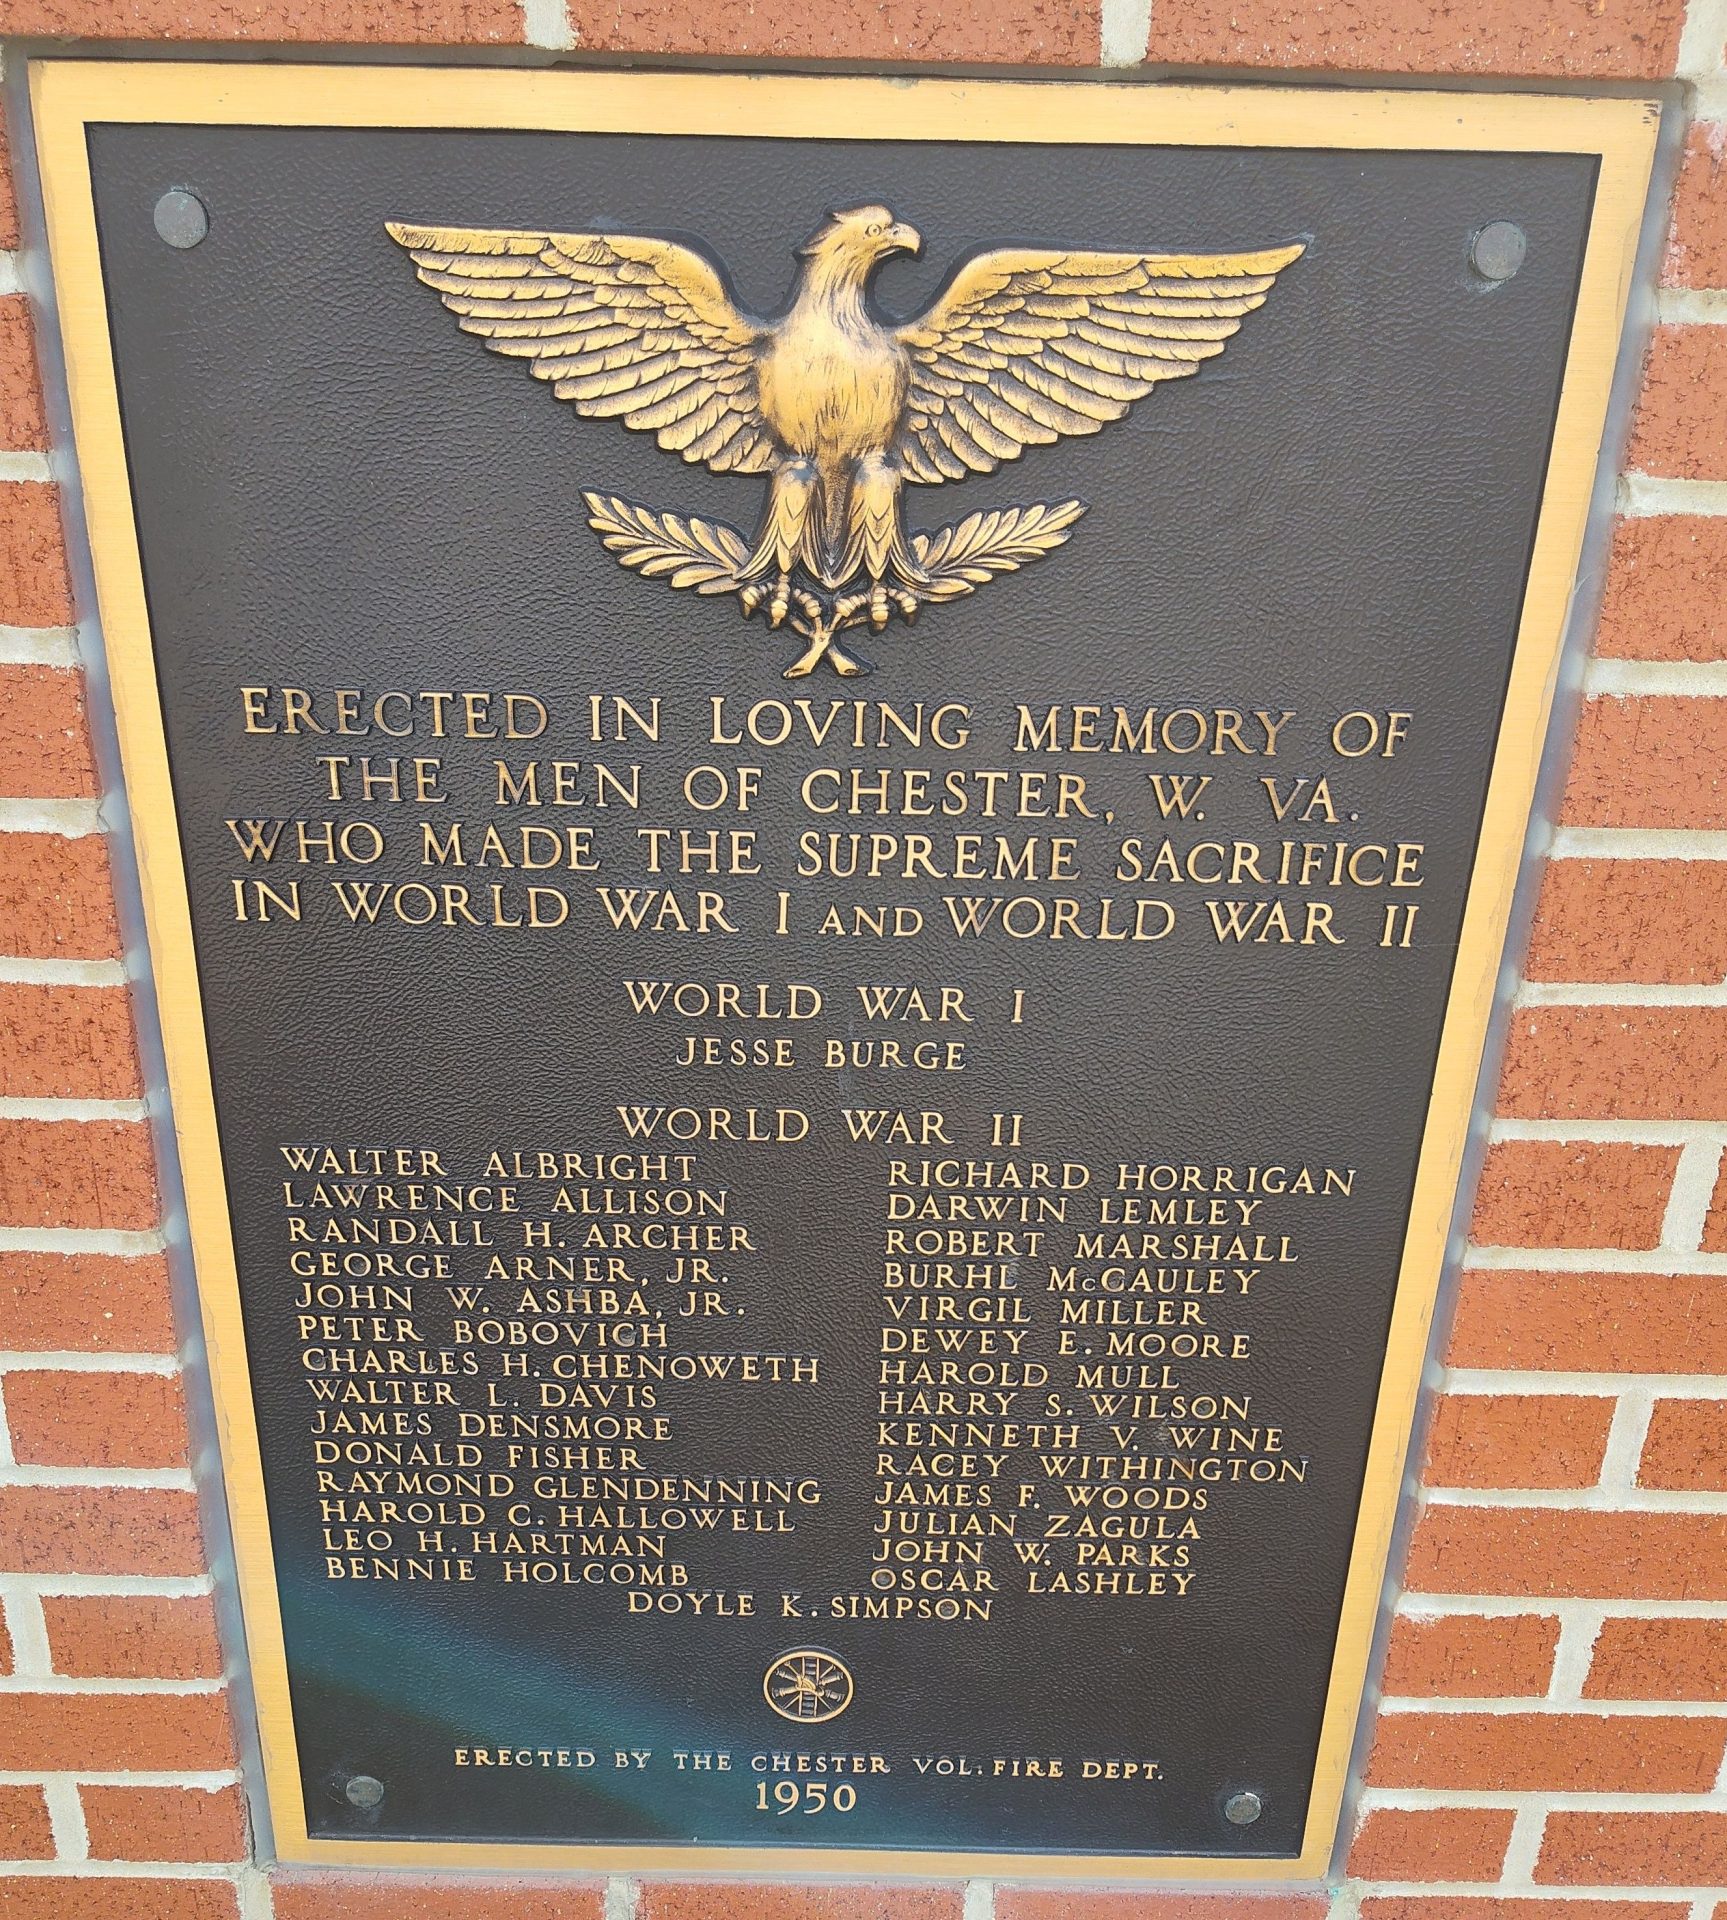 ERECTED IN LOVING MEMORY OF
THE MEN OF CHESTER, W. VA.
WHO MADE THE SUPREME SACRIFICE
IN WORLD WAR I AND WORLD WAR II
WORLD WAR I
JESSE BURGE
WORLD WAR II
WALTER ALBRIGHT
LAWRENCE ALLISON
RANDALL H. ARCHER
GEORGE ARNER, JR.
JOHN W. ASHBA, JR.
PETER BOBOVICH
CHARLES H. CHENOWETH
WALTER L. DAVIS
JAMES DENSMORE
DONALD FISHER
RAYMOND GLENDENNING
HAROLD C. HALLOWELL
LEO H. HARTMAN
BENNIE HOLCOMB
RICHARD HORRIGAN
DARWIN LEMLEY
ROBERT MARSHALL
BURHL McCAULEY
VIRGIL MILLER
DEWEY E. MOORE
HAROLD MULL
HARRY S. WILSON
KENNETH V. WINE
RACEY WITHINGTON
JAMES F. WOODS
JULIAN ZAGULA
JOHN W. PARKS
OSCAR LASHLEY
DOYLE K. SIMPSON
ERECTED BY THE CHESTER VOL. FIRE DEPT.
1950